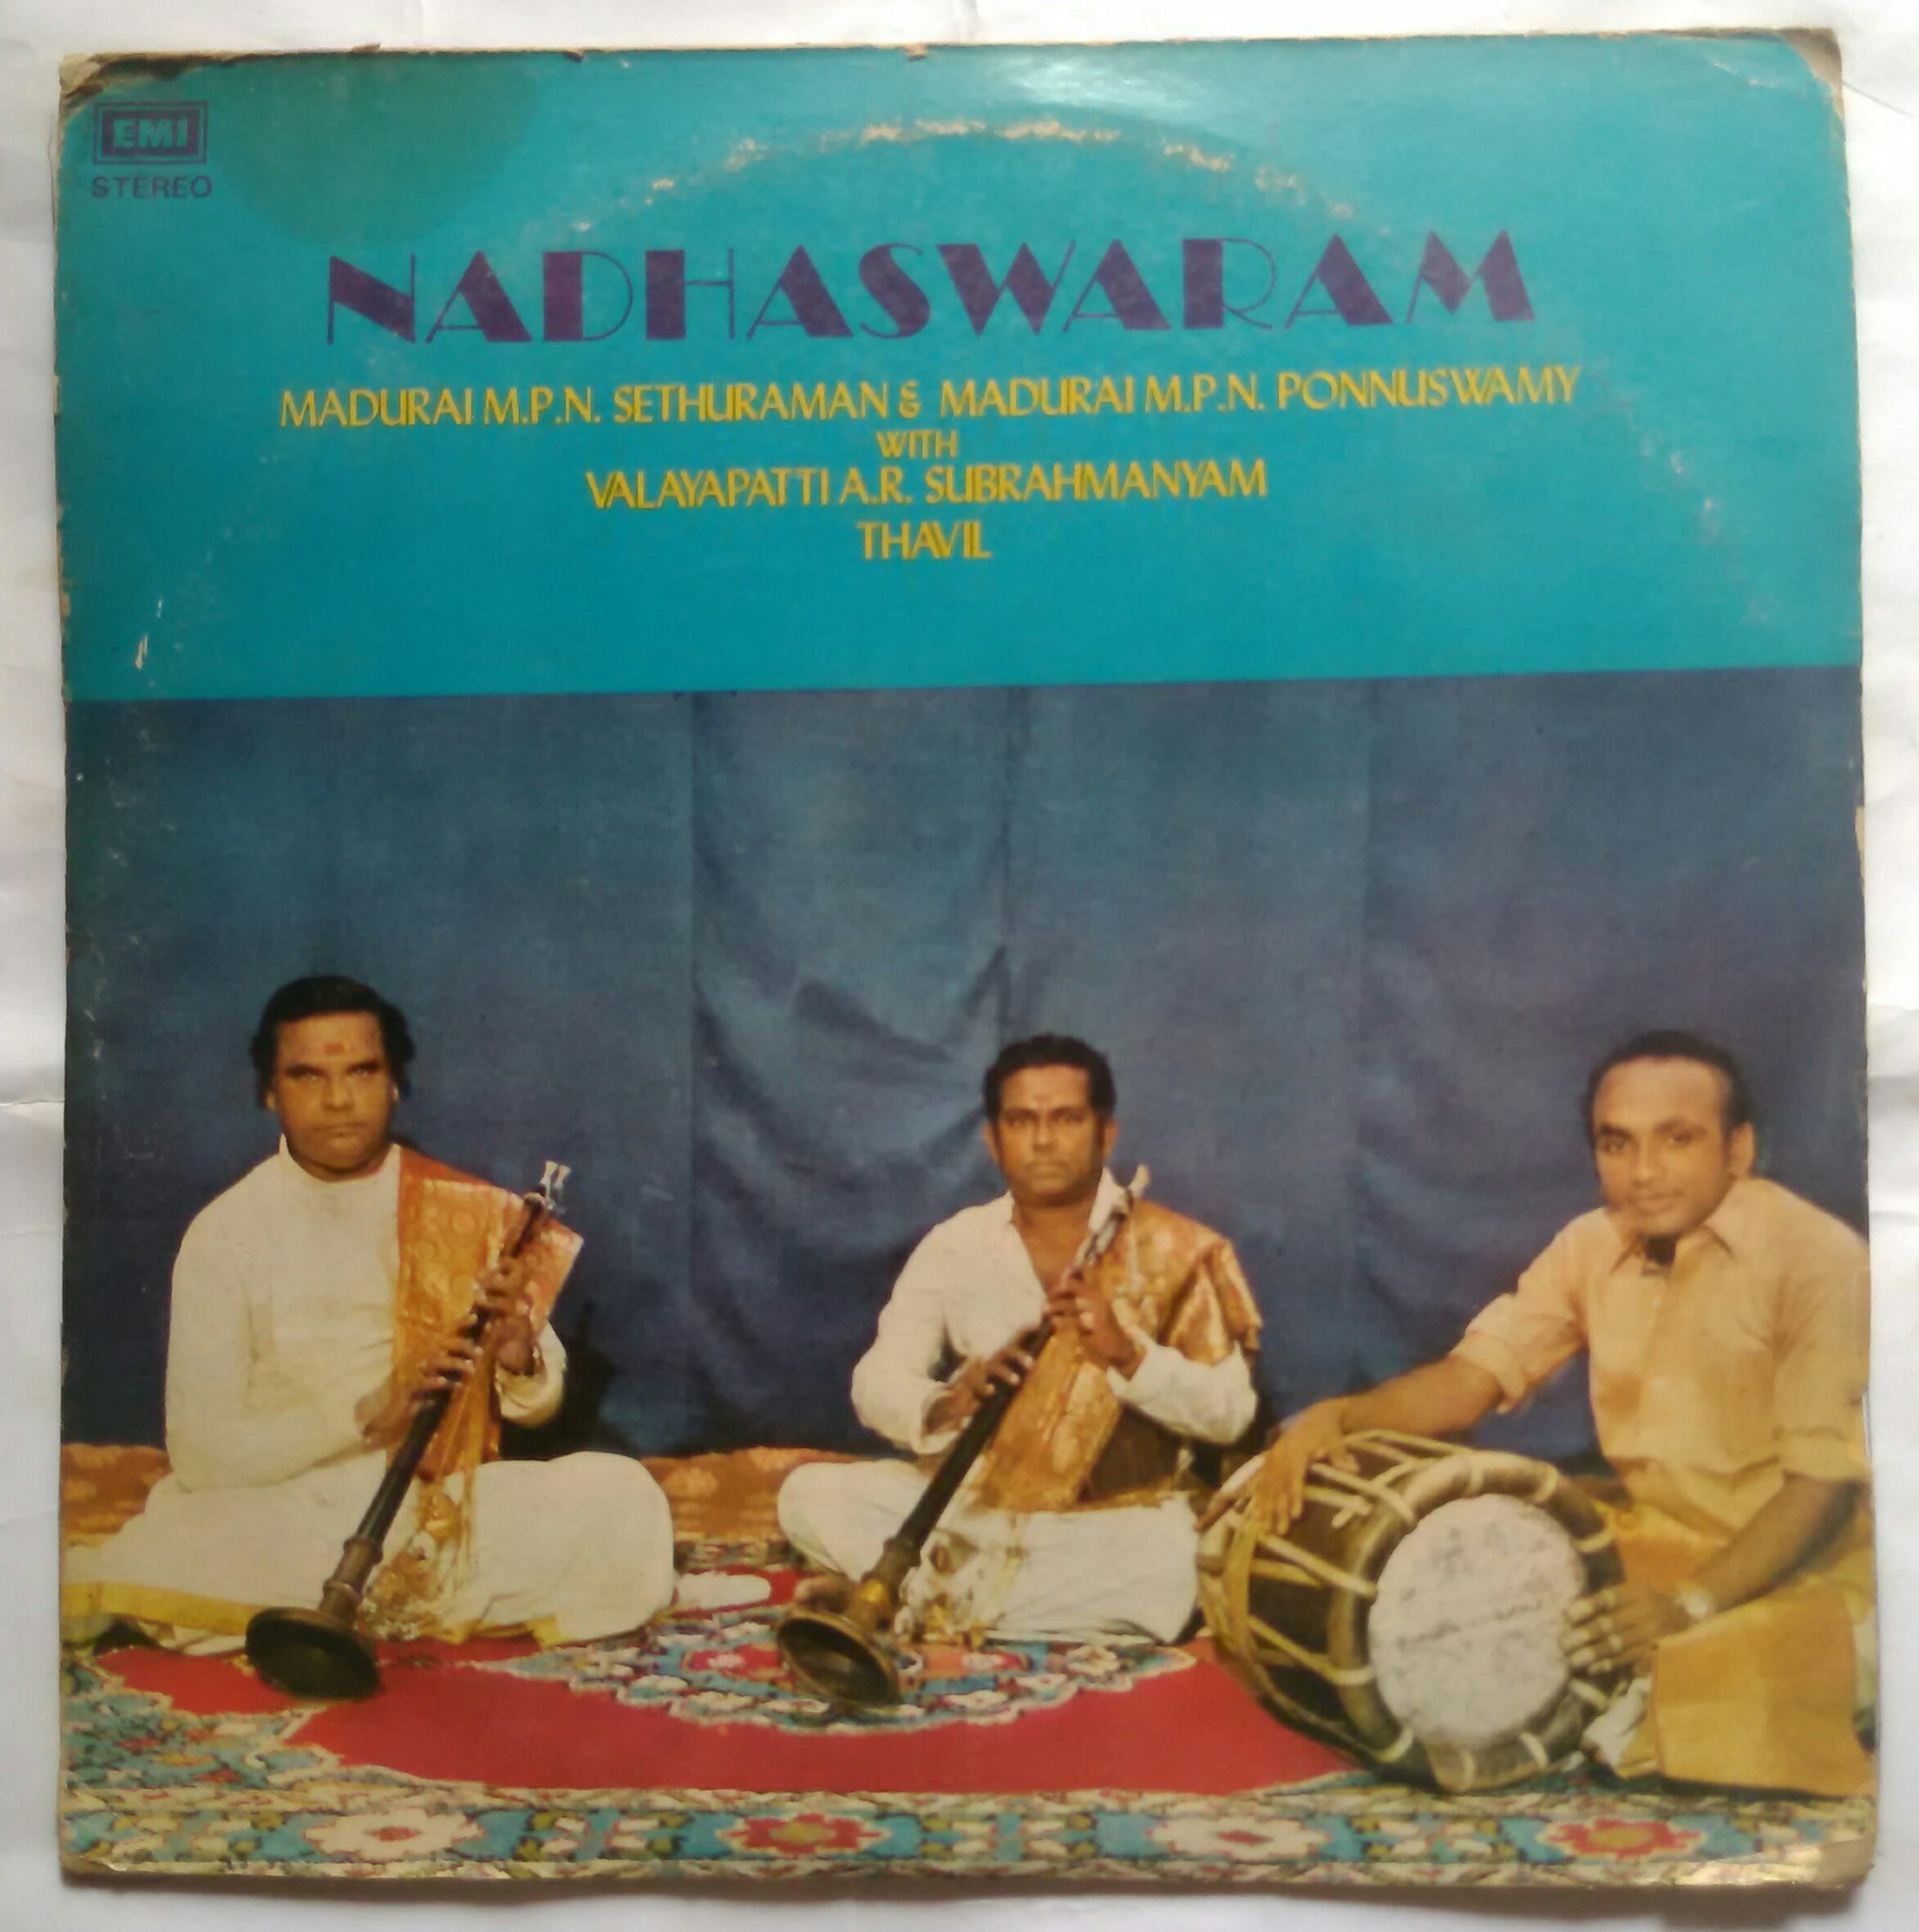 EMI
STEREO
NADHASWARAM
MADURAI M.P.N. SETHURAMAN & MADURAI M.P.N. PONNUSWAMY
WITH
VALAYAPATTI A.R. SUBRAHMANYAM
THAVIL